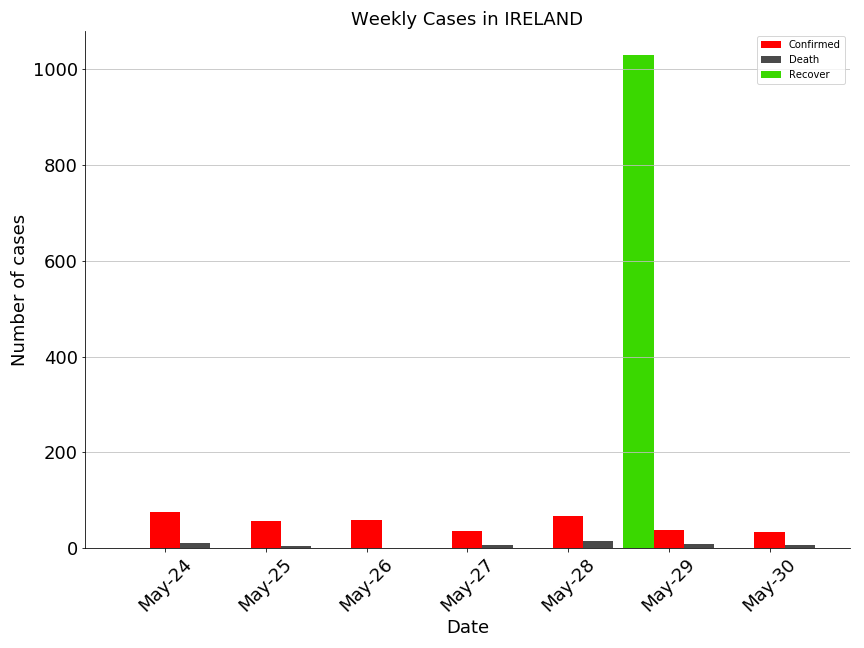 Weekly Cases in IRELAND
Confirmed
Death
Recover
Number of cases
1000
800
600
400
200
0
May-24
May-25
May-26
May-27
May-28
May-29
May-30
Date